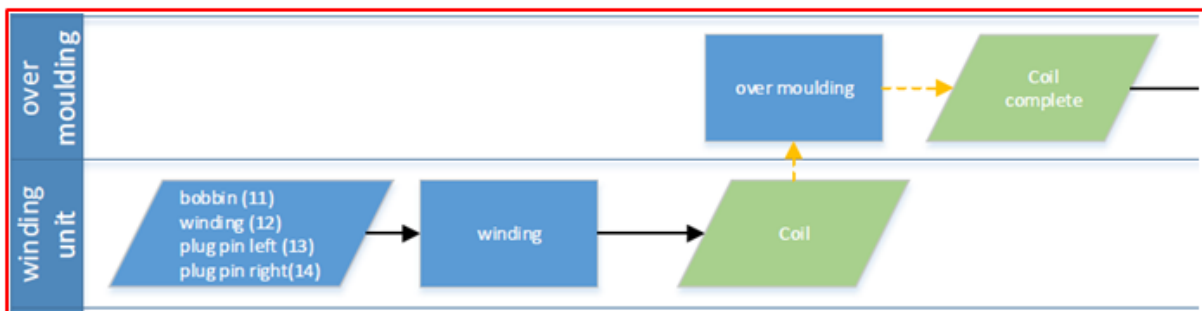 over
moulding
over moulding
Coil
complete
winding
unit
bobbin (11)
winding (12)
plug pin left (13)
plug pin right(14)
winding
Coil